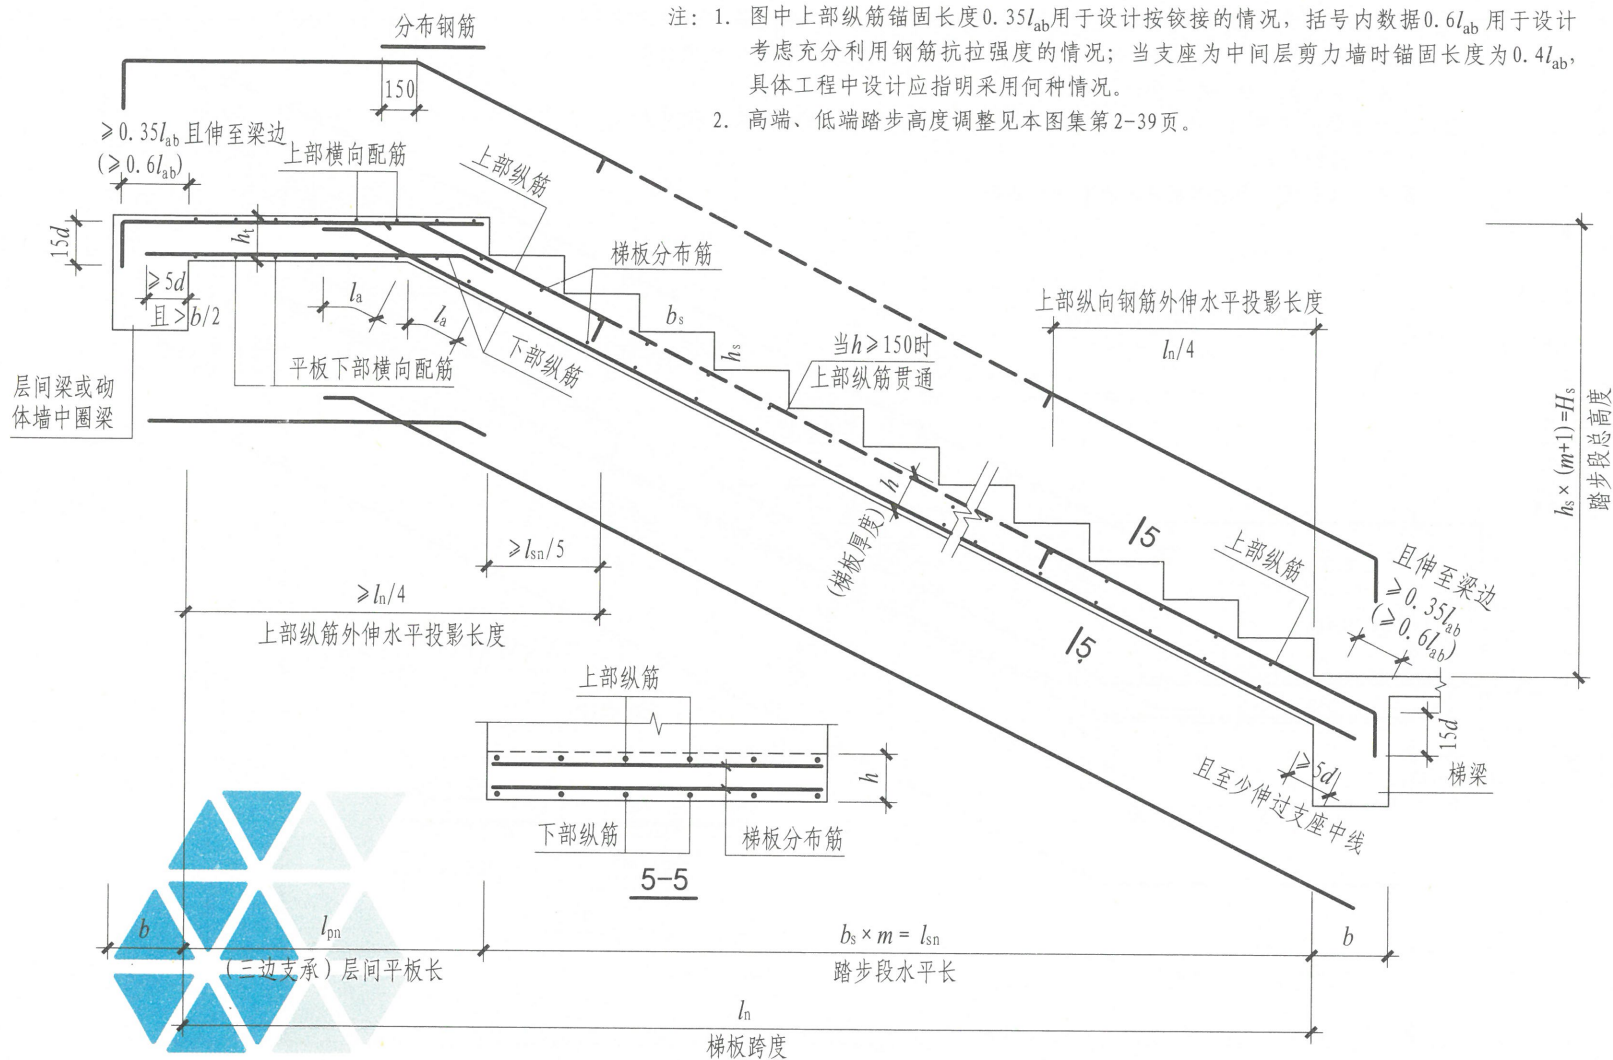 注：1. 图中上部纵筋锚固长度0.35lab用于设计按铰接的情况，括号内数据0.6lab 用于设计
考虑充分利用钢筋抗拉强度的情况；当支座为中间层剪力墙时锚固长度为0.4lab，
具体工程中设计应指明采用何种情况。
2. 高端、低端踏步高度调整见本图集第2-39页。
分布钢筋
150
≥0.35lab且伸至梁边
(≥0.6lab)
上部横向配筋
上部纵筋
15d
ht
梯板分布筋
≥5d
且>b/2
la
la
bs
hs
上部纵向钢筋外伸水平投影长度
ln/4
当h≥150时
上部纵筋贯通
下部纵筋
平板下部横向配筋
层间梁或砌
体墙中圈梁
hs×(m+1)=Hs
踏步段总高度
h
(梯板厚度)
5
上部纵筋
且伸至梁边
≥0.35lab
(≥0.6lab)
≥lsn/5
≥ln/4
上部纵筋外伸水平投影长度
5
上部纵筋
15d
梯梁
h
≥5d
且至少伸过支座中线
下部纵筋
梯板分布筋
5-5
b
lpn
(三边支承)层间平板长
bs×m=lsn
踏步段水平长
b
ln
梯板跨度